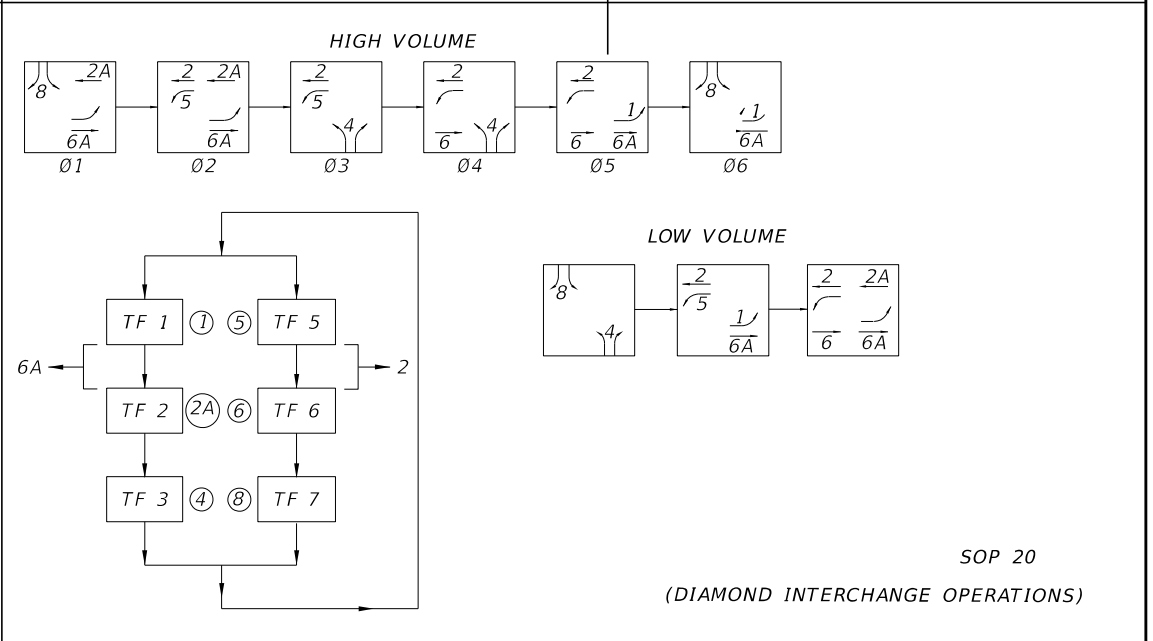 HIGH VOLUME
8 2A 6A
2 2A 5 6A
2 5 4
2 6 4
2 1 6 6A
8 1 6A
Ø1 Ø2 Ø3 Ø4 Ø5 Ø6
LOW VOLUME
8 4
2 5 1 6A
2 2A 6 6A
TF 1 1 5 TF 5
6A 2
TF 2 2A 6 TF 6
TF 3 4 8 TF 7
SOP 20
(DIAMOND INTERCHANGE OPERATIONS)